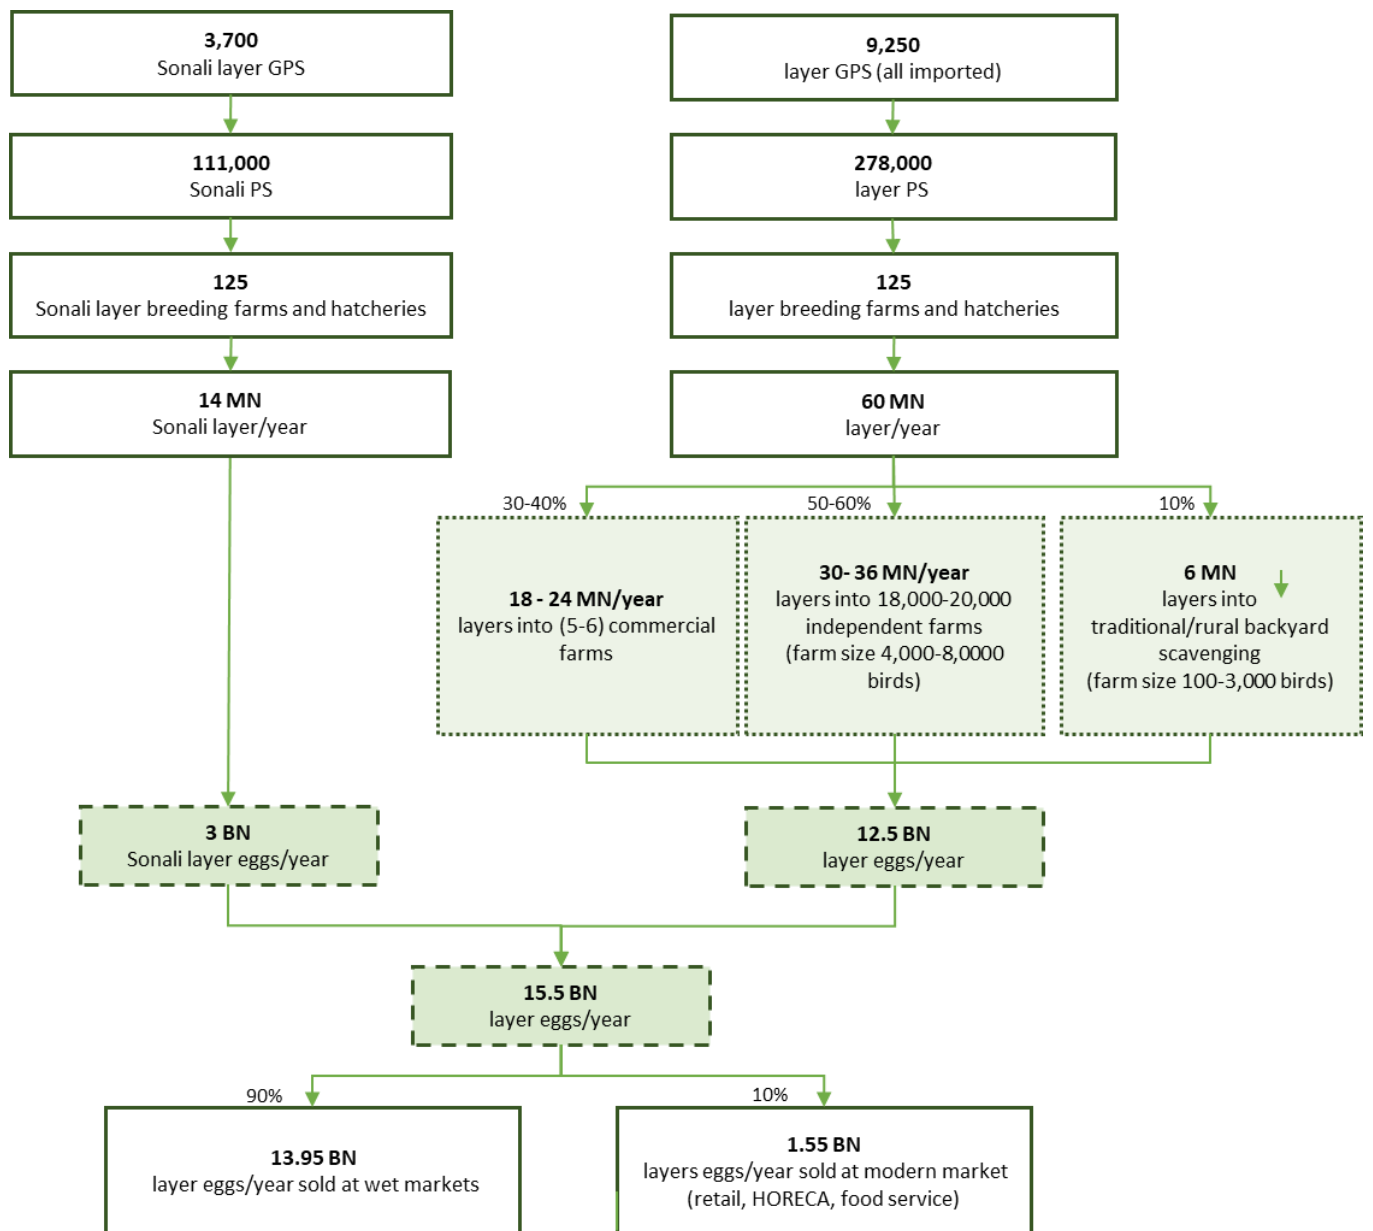 3,700
Sonali layer GPS
9,250
layer GPS (all imported)
111,000
Sonali PS
278,000
layer PS
125
Sonali layer breeding farms and hatcheries
125
layer breeding farms and hatcheries
14 MN
Sonali layer/year
60 MN
layer/year
30-40%
50-60%
10%
18 - 24 MN/year
layers into (5-6) commercial
farms
30- 36 MN/year
layers into 18,000-20,000
independent farms
(farm size 4,000-8,0000
birds)
6 MN
layers into
traditional/rural backyard
scavenging
(farm size 100-3,000 birds)
3 BN
Sonali layer eggs/year
12.5 BN
layer eggs/year
15.5 BN
layer eggs/year
90%
10%
13.95 BN
layer eggs/year sold at wet markets
1.55 BN
layers eggs/year sold at modern market
(retail, HORECA, food service)